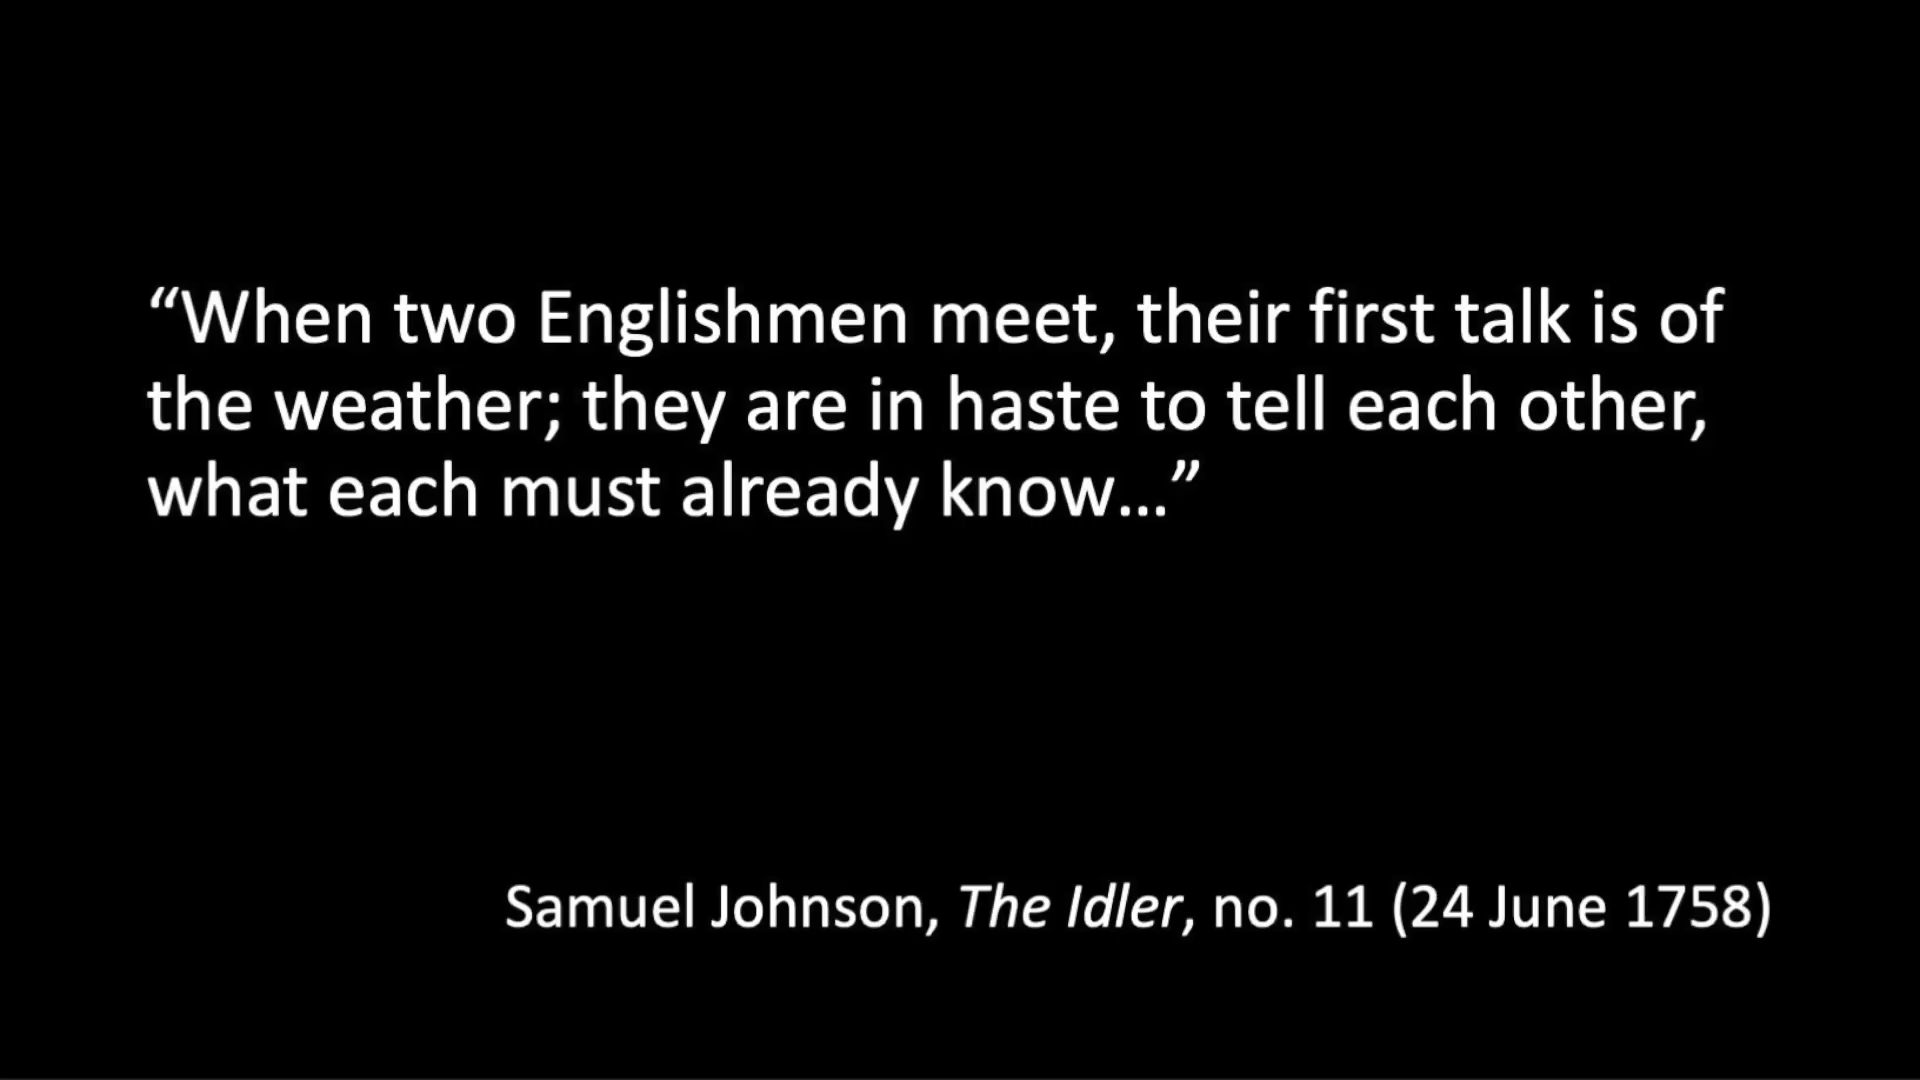 “When two Englishmen meet, their first talk is of
the weather; they are in haste to tell each other,
what each must already know…”
Samuel Johnson, The Idler, no. 11 (24 June 1758)